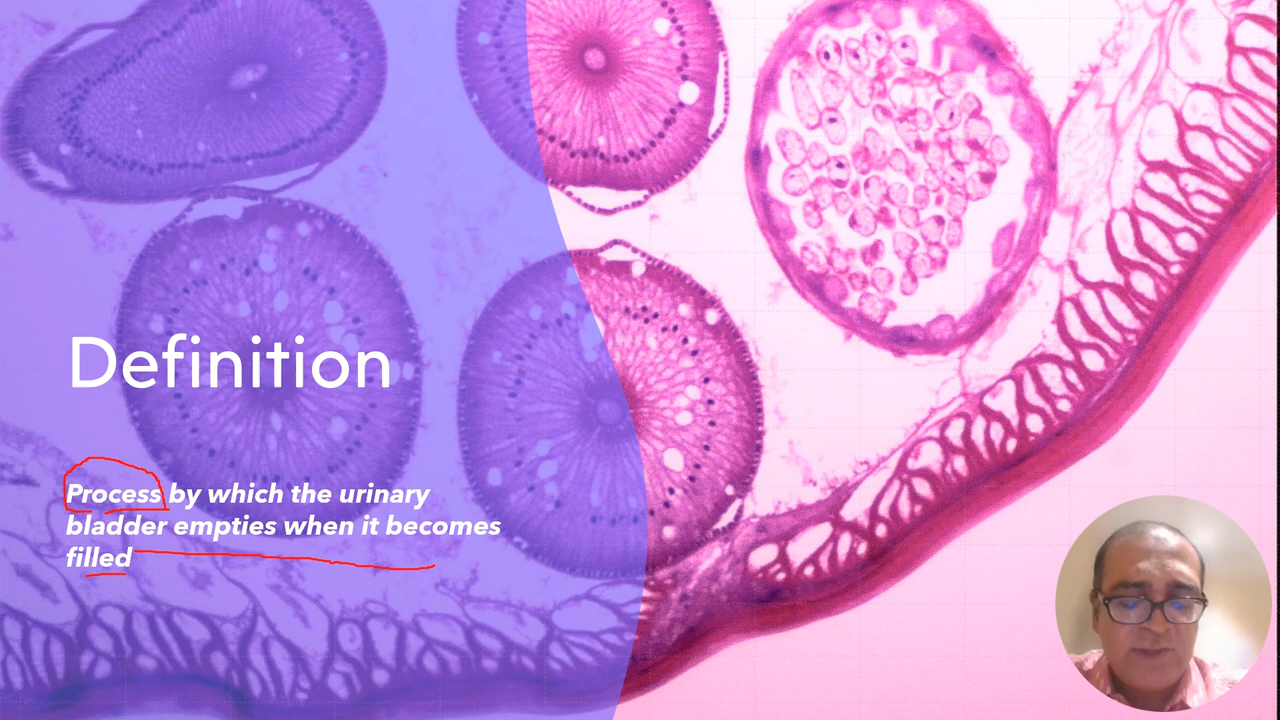 Definition
Process by which the urinary
bladder empties when it becomes
filled